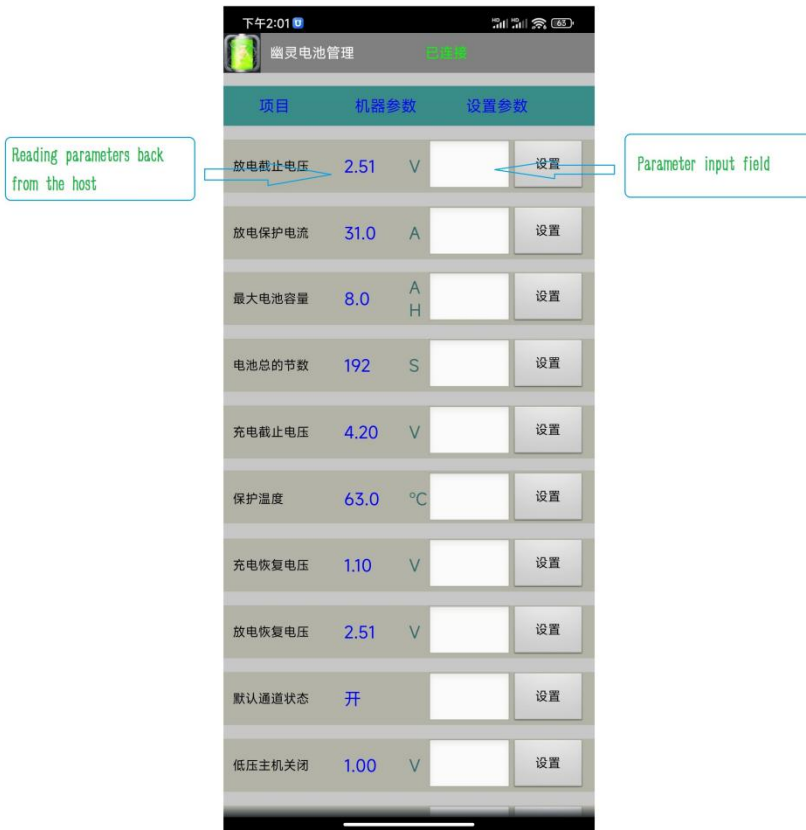 下午2:01
HD HD 63
幽灵电池管理 已连接
项目 机器参数 设置参数
Reading parameters back
from the host
放电截止电压 2.51 V 设置
Parameter input field
放电保护电流 31.0 A 设置
最大电池容量 8.0 A
H 设置
电池总的节数 192 S 设置
充电截止电压 4.20 V 设置
保护温度 63.0 °C 设置
充电恢复电压 1.10 V 设置
放电恢复电压 2.51 V 设置
默认通道状态 开 设置
低压主机关闭 1.00 V 设置